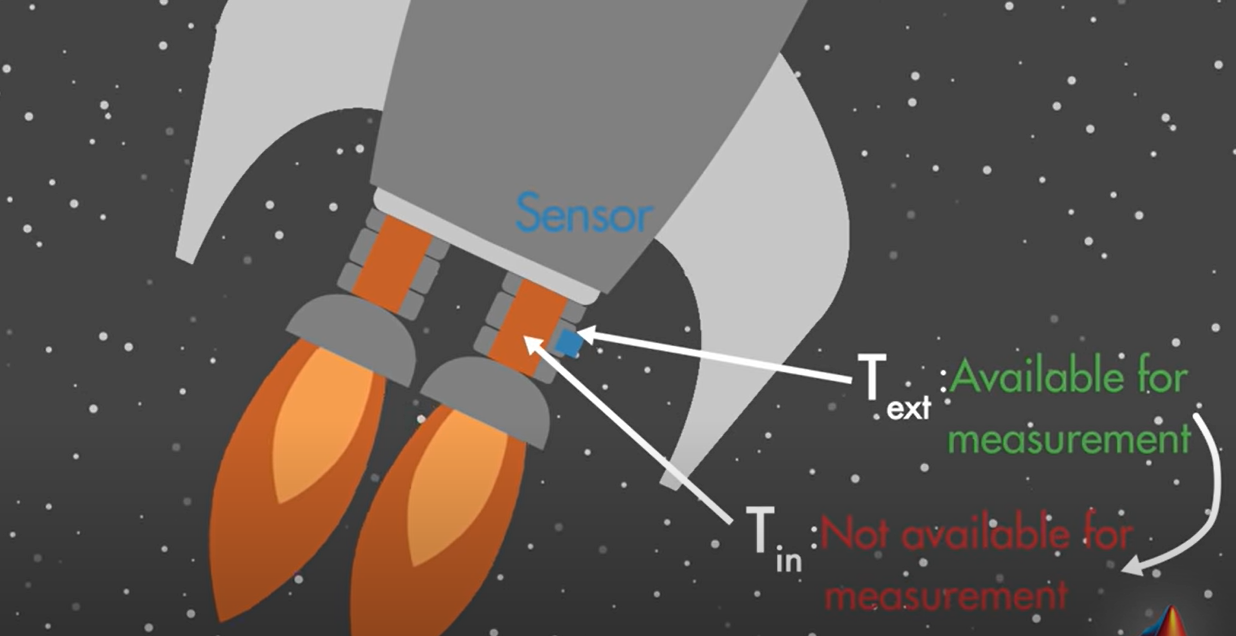 Sensor
T ext : Available for
measurement
T in : Not available for
measurement